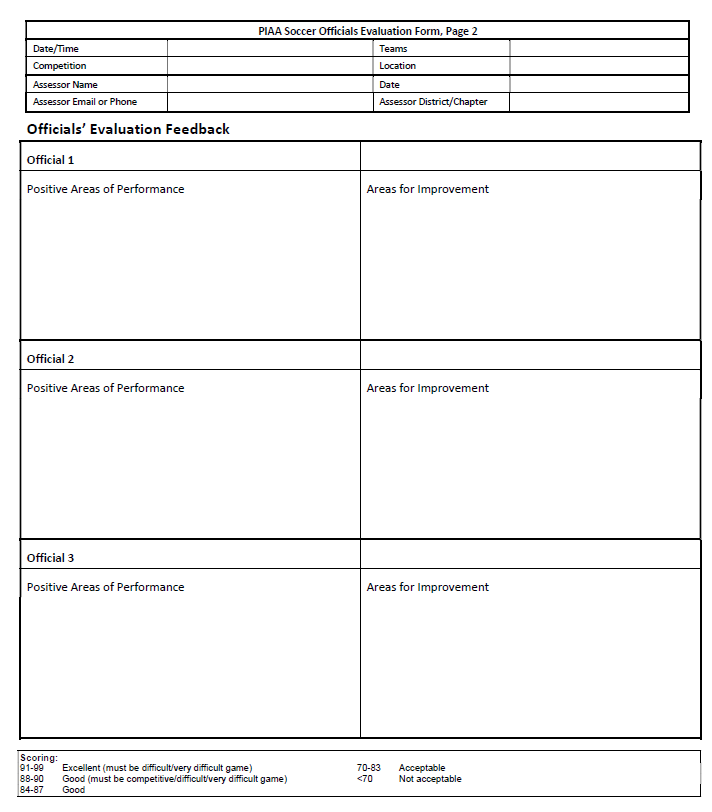 PIAA Soccer Officials Evaluation Form, Page 2
Date/Time Teams
Competition Location
Assessor Name Date
Assessor Email or Phone Assessor District/Chapter
Officials’ Evaluation Feedback
Official 1
Positive Areas of Performance Areas for Improvement
Official 2
Positive Areas of Performance Areas for Improvement
Official 3
Positive Areas of Performance Areas for Improvement
Scoring:
91-99 Excellent (must be difficult/very difficult game) 70-83 Acceptable
88-90 Good (must be competitive/difficult/very difficult game) <70 Not acceptable
84-87 Good